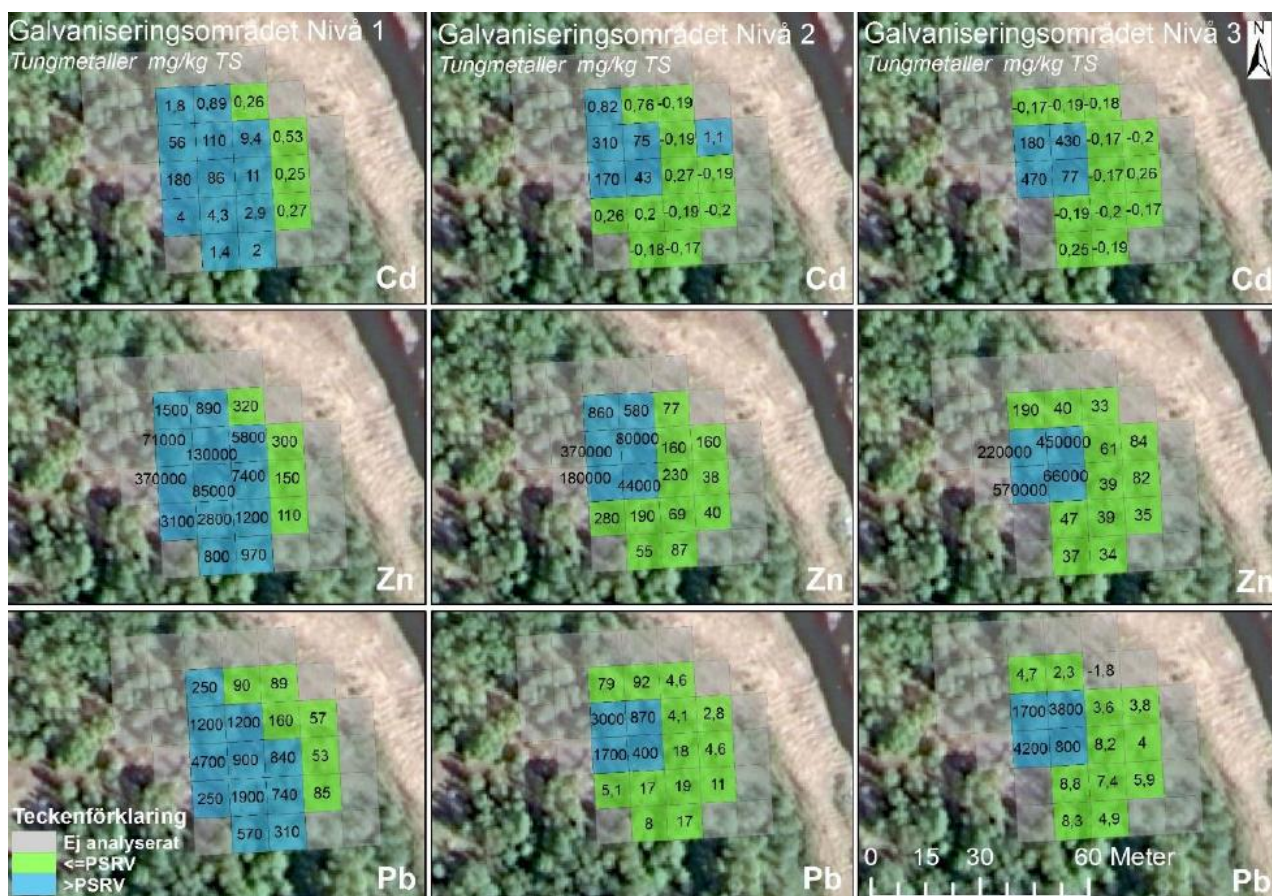 Galvaniseringsområdet Nivå 1
Tungmetaller mg/kg TS
1,8 0,89 0,26
56 110 9,4 0,53
180 86 11 0,25
4 4,3 2,9 0,27
1,4 2
Cd
Galvaniseringsområdet Nivå 2
Tungmetaller mg/kg TS
0,82 0,76 -0,19
310 75 -0,19 1,1
170 43 0,27 -0,19
0,26 0,2 -0,19 -0,2
-0,18 -0,17
Cd
Galvaniseringsområdet Nivå 3
Tungmetaller mg/kg TS
N
-0,17 -0,19 -0,18
180 430 -0,17 -0,2
470 77 -0,17 0,26
-0,19 -0,2 -0,17
0,25 -0,19
Cd
1500 890 320
71000 130000 5800 300
370000 85000 7400 150
3100 2800 1200 110
800 970
Zn
860 580 77
370000 80000 160 160
180000 44000 230 38
280 190 69 40
55 87
Zn
190 40 33
220000 450000 61 84
570000 66000 39 82
47 39 35
37 34
Zn
250 90 89
1200 1200 160 57
4700 900 840 53
250 1900 740 85
570 310
Pb
Teckenförklaring
Ej analyserat
<=PSRV
>PSRV
79 92 4,6
3000 870 4,1 2,8
1700 400 18 4,6
5,1 17 19 11
8 17
Pb
4,7 2,3 -1,8
1700 3800 3,6 3,8
4200 800 8,2 4
8,8 7,4 5,9
8,3 4,9
0 15 30 60 Meter
Pb